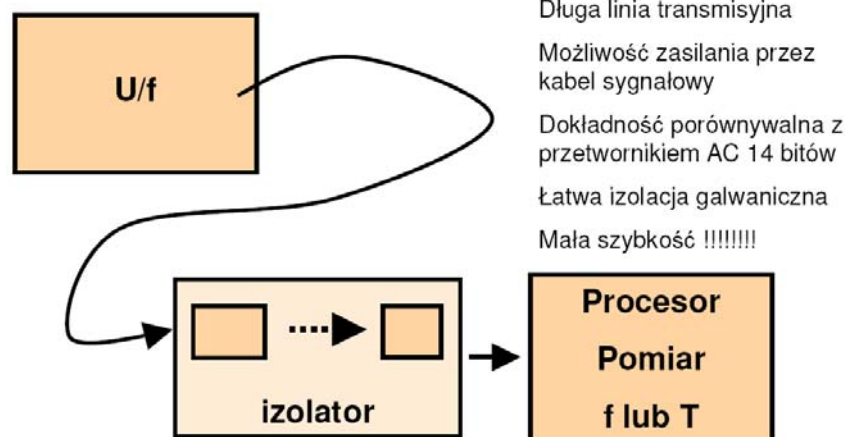 U/f
Długa linia transmisyjna
Możliwość zasilania przez
kabel sygnałowy
Dokładność porównywalna z
przetwornikiem AC 14 bitów
Łatwa izolacja galwaniczna
Mała szybkość !!!!!!!!
izolator
Procesor
Pomiar
f lub T